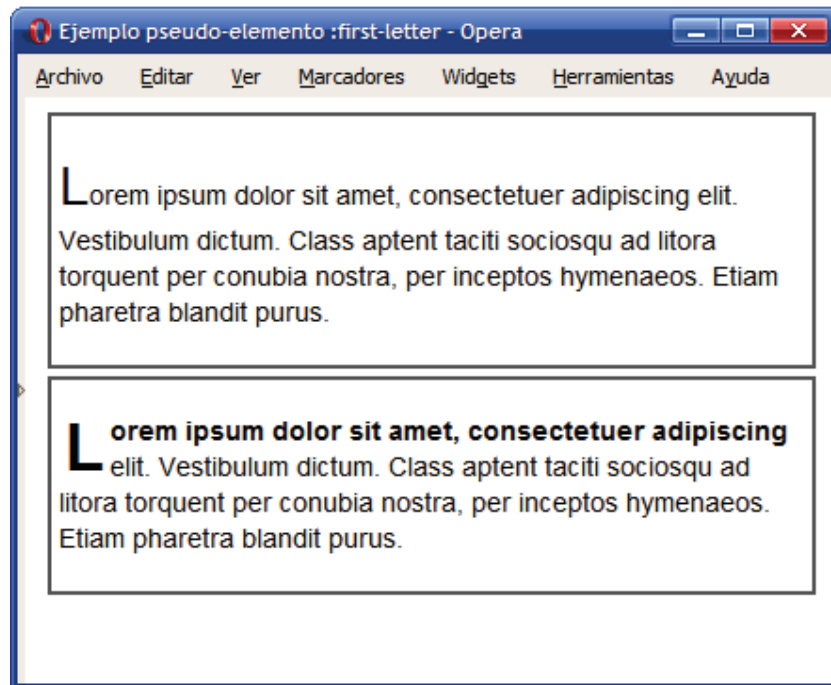 Ejemplo pseudo-elemento :first-letter - Opera
Archivo Editar Ver Marcadores Widgets Herramientas Ayuda
Lorem ipsum dolor sit amet, consectetuer adipiscing elit.
Vestibulum dictum. Class aptent taciti sociosqu ad litora
torquent per conubia nostra, per inceptos hymenaeos. Etiam
pharetra blandit purus.
Lorem ipsum dolor sit amet, consectetuer adipiscing
elit. Vestibulum dictum. Class aptent taciti sociosqu ad
litora torquent per conubia nostra, per inceptos hymenaeos.
Etiam pharetra blandit purus.